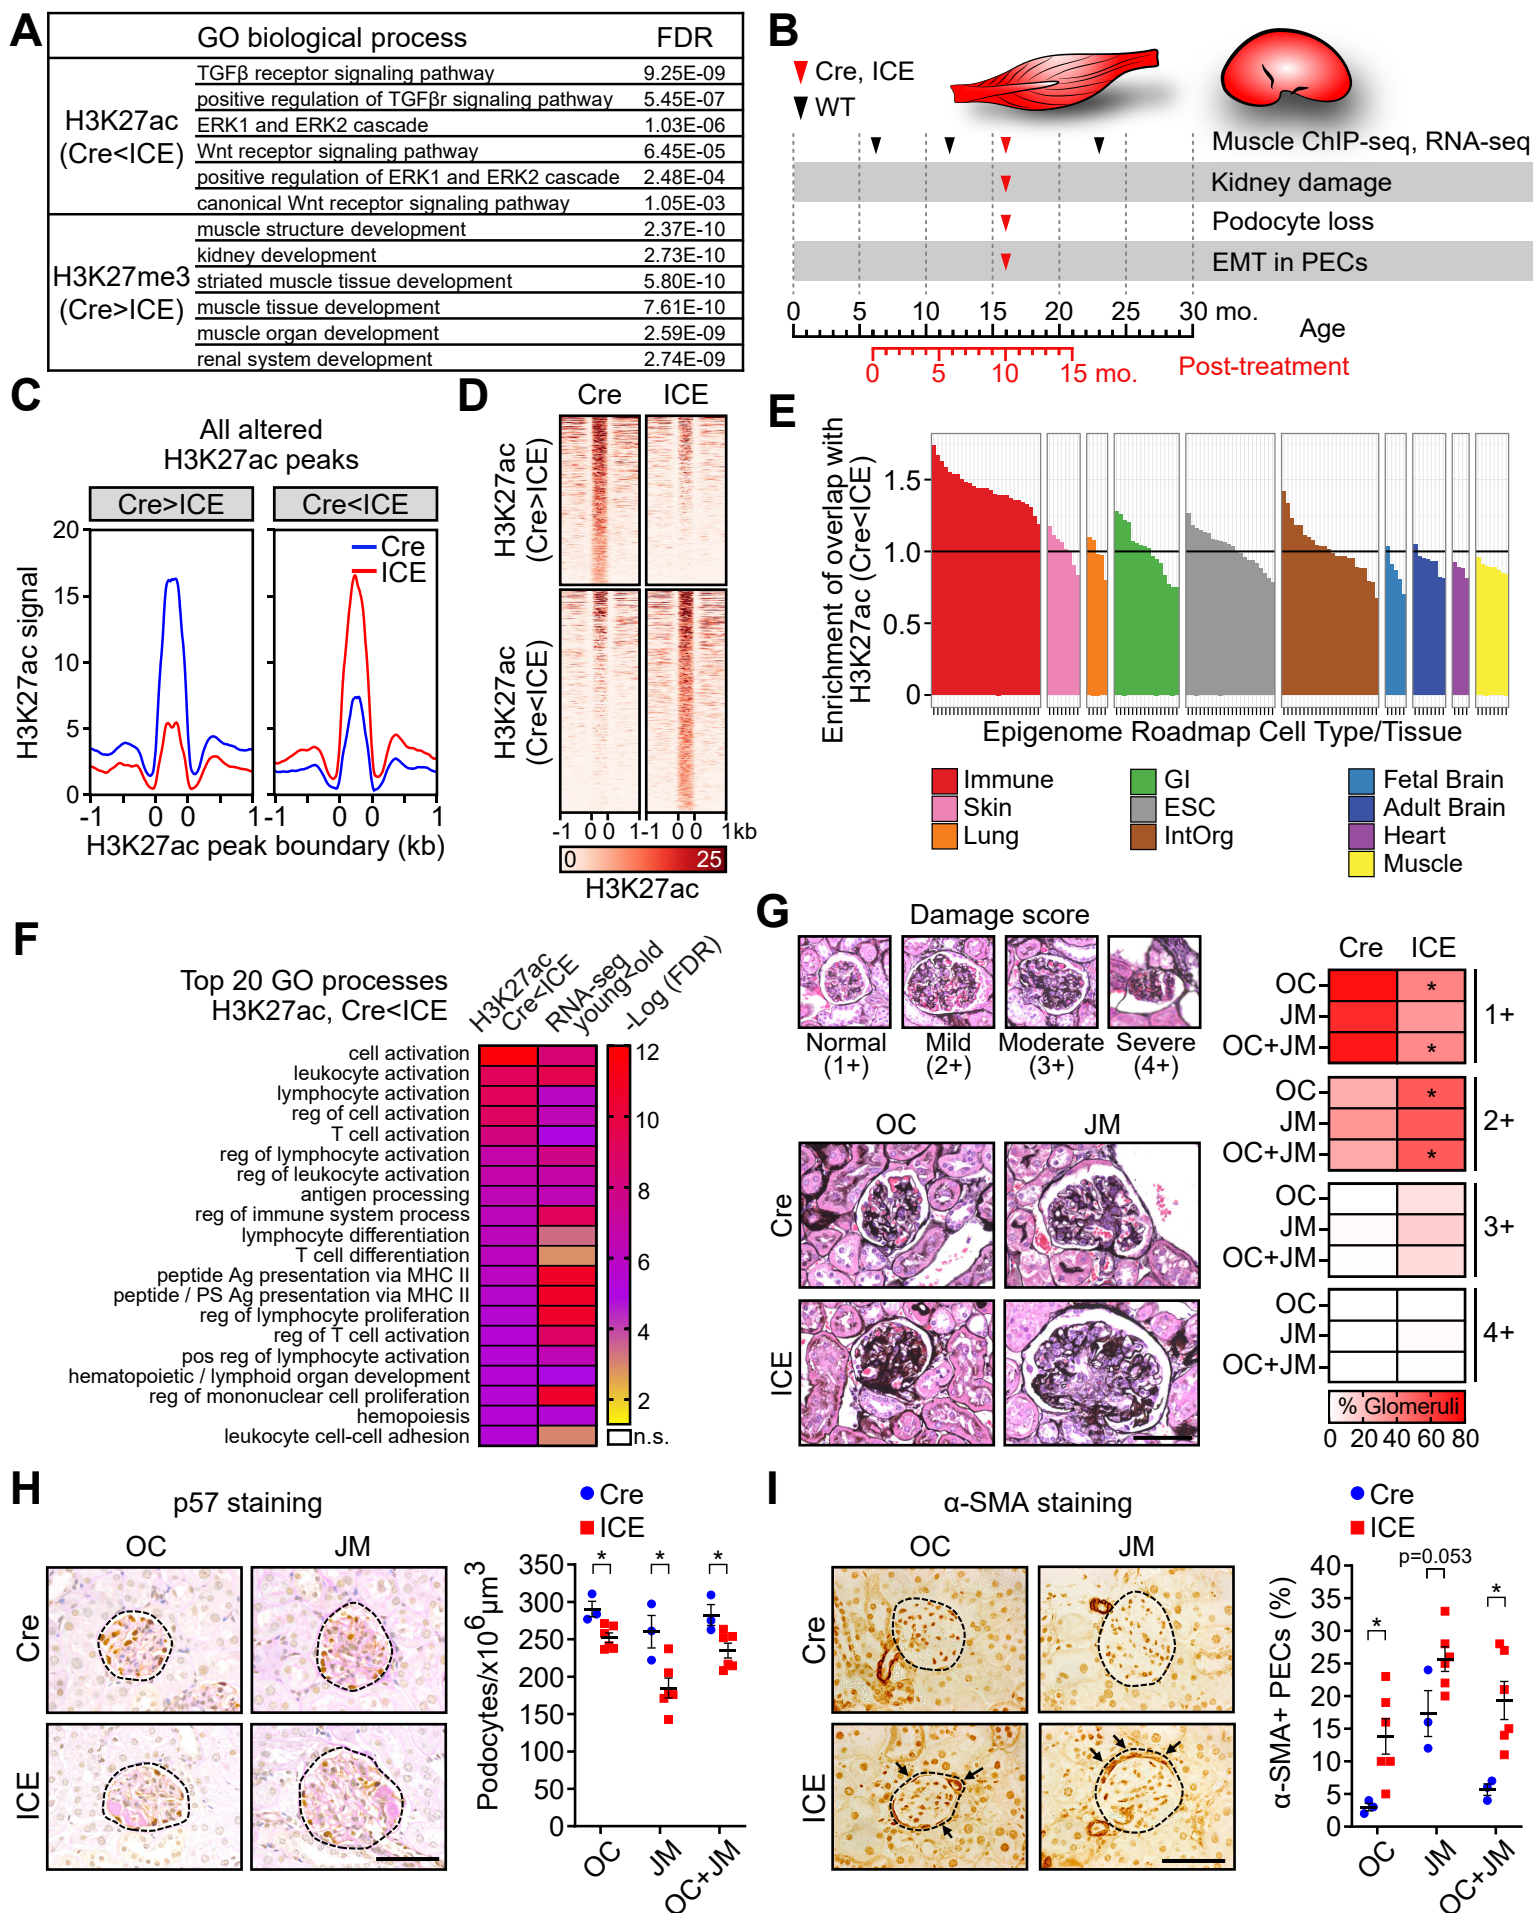 A
GO biological process FDR
H3K27ac
(Cre<ICE)
TGFβ receptor signaling pathway 9.25E-09
positive regulation of TGFβr signaling pathway 5.45E-07
ERK1 and ERK2 cascade 1.03E-06
Wnt receptor signaling pathway 6.45E-05
positive regulation of ERK1 and ERK2 cascade 2.48E-04
canonical Wnt receptor signaling pathway 1.05E-03
H3K27me3
(Cre>ICE)
muscle structure development 2.37E-10
kidney development 2.73E-10
striated muscle tissue development 5.80E-10
muscle tissue development 7.61E-10
muscle organ development 2.59E-09
renal system development 2.74E-09
B
Cre, ICE
WT
Muscle ChIP-seq, RNA-seq
Kidney damage
Podocyte loss
EMT in PECs
0 5 10 15 20 25 30 mo.
Age
0 5 10 15 mo.
Post-treatment
C
All altered
H3K27ac peaks
Cre>ICE Cre<ICE
Cre
ICE
H3K27ac signal
20
15
10
5
0
-1 0 0 1 -1 0 0 1
H3K27ac peak boundary (kb)
D
Cre ICE
H3K27ac
(Cre>ICE)
H3K27ac
(Cre<ICE)
-1 0 0 1 -1 0 0 1kb
0 25
H3K27ac
E
Enrichment of overlap with
H3K27ac (Cre<ICE)
1.5
1.0
0.5
0
Epigenome Roadmap Cell Type/Tissue
Immune
Skin
Lung
GI
ESC
IntOrg
Fetal Brain
Adult Brain
Heart
Muscle
F
Top 20 GO processes
H3K27ac, Cre<ICE
H3K27ac
Cre<ICE
RNA-seq
young<old
-Log (FDR)
cell activation
leukocyte activation
lymphocyte activation
reg of cell activation
T cell activation
reg of lymphocyte activation
reg of leukocyte activation
antigen processing
reg of immune system process
lymphocyte differentiation
T cell differentiation
peptide Ag presentation via MHC II
peptide / PS Ag presentation via MHC II
reg of lymphocyte proliferation
reg of T cell activation
pos reg of lymphocyte activation
hematopoietic / lymphoid organ development
reg of mononuclear cell proliferation
hemopoiesis
leukocyte cell-cell adhesion
12
10
8
6
4
2
n.s.
G
Damage score
Normal
(1+)
Mild
(2+)
Moderate
(3+)
Severe
(4+)
OC JM
Cre
ICE
Cre ICE
OC *
JM
OC+JM *
1+
OC *
JM
OC+JM *
2+
OC
JM
OC+JM
3+
OC
JM
OC+JM
4+
% Glomeruli
0 20 40 60 80
H
p57 staining
OC JM
Cre
ICE
Cre
ICE
Podocytes/x10⁶µm³
350
300
250
200
150
100
50
0
* * *
OC JM OC+JM
I
α-SMA staining
OC JM
Cre
ICE
Cre
ICE
α-SMA+ PECs (%)
40
35
30
25
20
15
10
5
0
* p=0.053 *
OC JM OC+JM